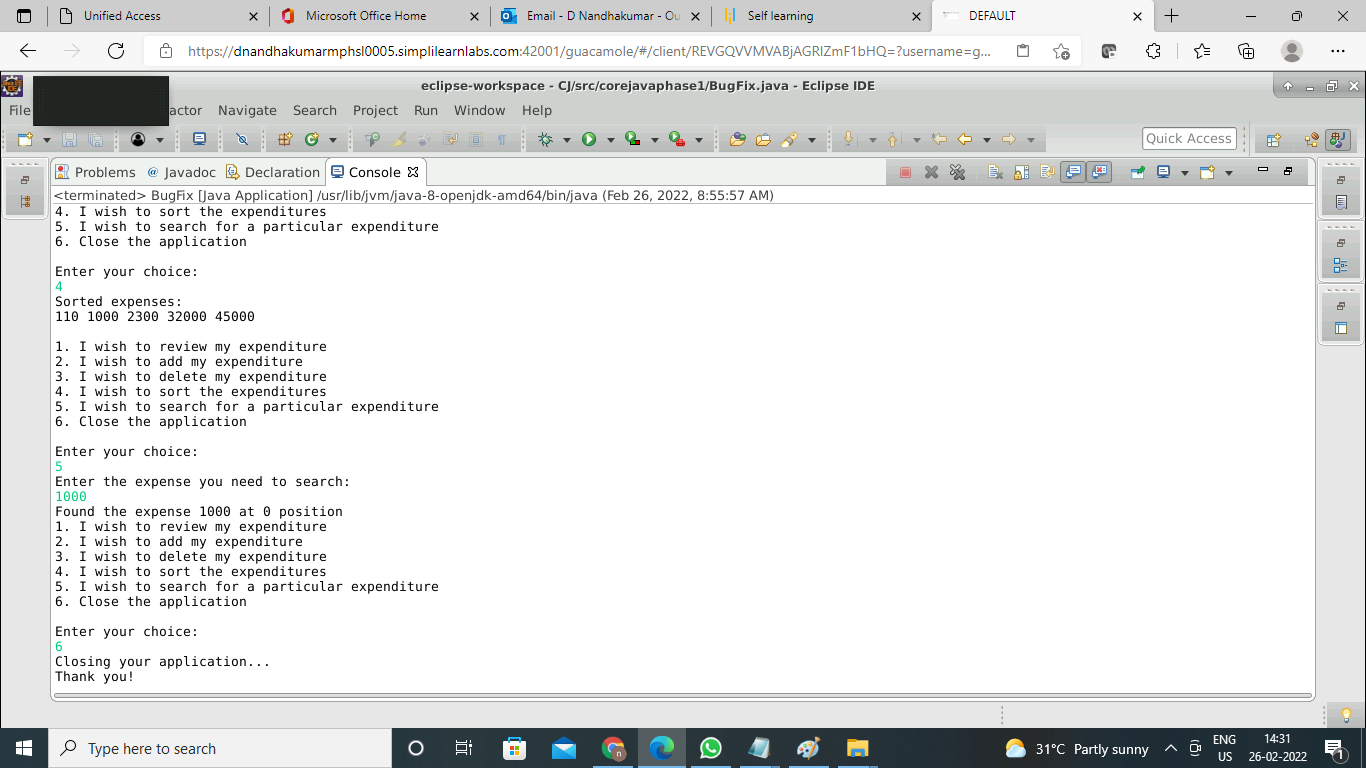 Unified Access
Microsoft Office Home
Email - D Nandhakumar - Ou
Self learning
DEFAULT
https://dnandhakumarmphsl0005.simplilearnlabs.com:42001/guacamole/#/client/REVGQVVMVABjAGRlZmF1bHQ=?username=g...
eclipse-workspace - CJ/src/corejavaphase1/BugFix.java - Eclipse IDE
File actor Navigate Search Project Run Window Help
Quick Access
Problems @ Javadoc Declaration Console
<terminated> BugFix [Java Application] /usr/lib/jvm/java-8-openjdk-amd64/bin/java (Feb 26, 2022, 8:55:57 AM)
4. I wish to sort the expenditures
5. I wish to search for a particular expenditure
6. Close the application
Enter your choice:
4
Sorted expenses:
110 1000 2300 32000 45000
1. I wish to review my expenditure
2. I wish to add my expenditure
3. I wish to delete my expenditure
4. I wish to sort the expenditures
5. I wish to search for a particular expenditure
6. Close the application
Enter your choice:
5
Enter the expense you need to search:
1000
Found the expense 1000 at 0 position
1. I wish to review my expenditure
2. I wish to add my expenditure
3. I wish to delete my expenditure
4. I wish to sort the expenditures
5. I wish to search for a particular expenditure
6. Close the application
Enter your choice:
6
Closing your application...
Thank you!
Type here to search
31°C Partly sunny
ENG
US
14:31
26-02-2022
1